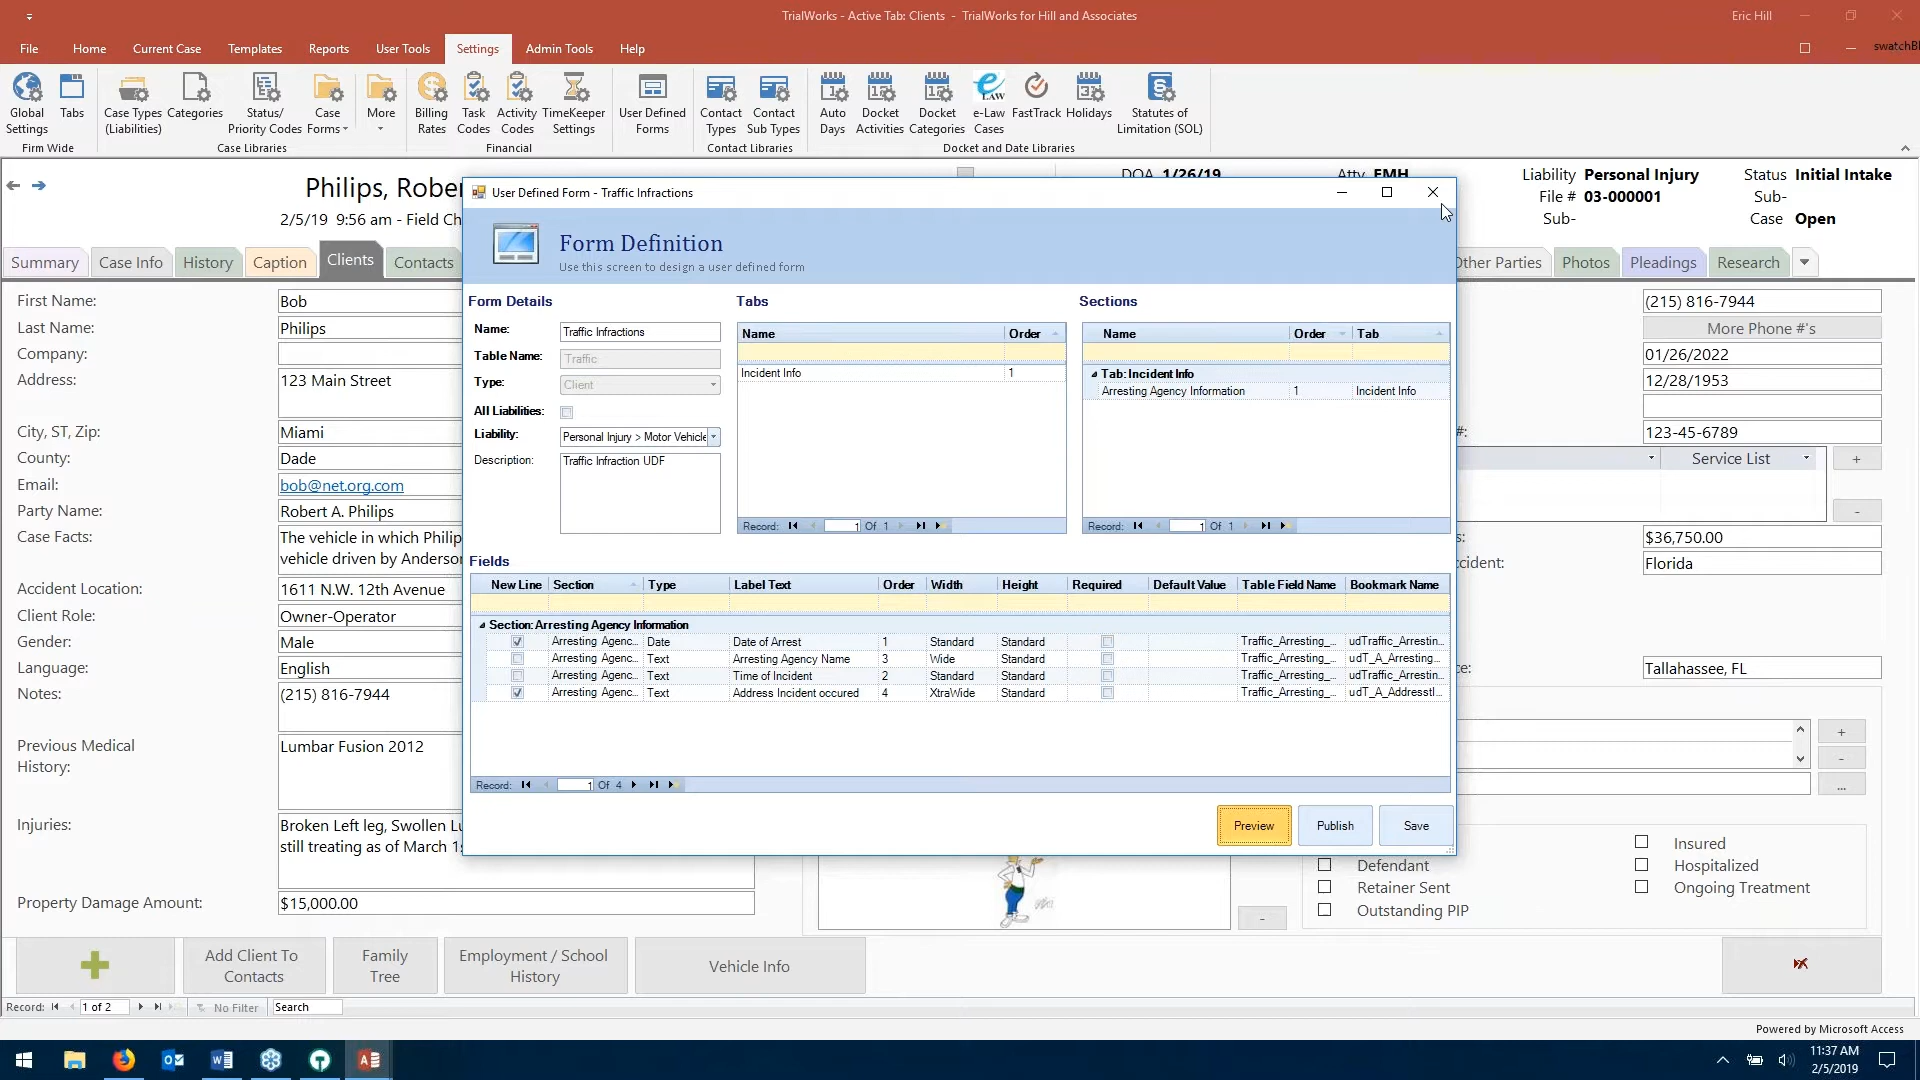 TrialWorks - Active Tab: Clients - TrialWorks for Hill and Associates
Eric Hill
File Home Current Case Templates Reports User Tools Settings Admin Tools Help
swatchBl
Global Settings
Tabs
Case Types (Liabilities)
Categories
Status/ Priority Codes
Case Forms
More
Billing Rates
Task Codes
Activity Codes
TimeKeeper Settings
User Defined Forms
Contact Types
Contact Sub Types
Auto Days
Docket Activities
Docket Categories
e-Law Cases
FastTrack
Holidays
Statutes of Limitation (SOL)
Firm Wide
Case Libraries
Financial
Contact Libraries
Docket and Date Libraries
Philips, Rober
2/5/19 9:56 am - Field Ch
DOA 1/26/19
Atty EMH
Liability Personal Injury
File # 03-000001
Sub-
Status Initial Intake
Sub-
Case Open
Summary Case Info History Caption Clients Contacts
Other Parties Photos Pleadings Research
First Name: Bob
Last Name: Philips
Company:
Address: 123 Main Street
City, ST, Zip: Miami
County: Dade
Email: bob@net.org.com
Party Name: Robert A. Philips
Case Facts: The vehicle in which Philip
vehicle driven by Anderso
Accident Location: 1611 N.W. 12th Avenue
Client Role: Owner-Operator
Gender: Male
Language: English
Notes: (215) 816-7944
Previous Medical History: Lumbar Fusion 2012
Injuries: Broken Left leg, Swollen Lu
still treating as of March 1s
Property Damage Amount: $15,000.00
User Defined Form - Traffic Infractions
Form Definition
Use this screen to design a user defined form
Form Details
Name: Traffic Infractions
Table Name: Traffic
Type: Client
All Liabilities:
Liability: Personal Injury > Motor Vehicle
Description: Traffic Infraction UDF
Tabs
Name Order
Incident Info 1
Record: 1 Of 1
Sections
Name Order Tab
Tab: Incident Info
Arresting Agency Information 1 Incident Info
Record: 1 Of 1
Fields
New Line Section Type Label Text Order Width Height Required Default Value Table Field Name Bookmark Name
Section: Arresting Agency Information
Arresting Agenc... Date Date of Arrest 1 Standard Standard Traffic_Arresting_... udTraffic_Arrestin...
Arresting Agenc... Text Arresting Agency Name 3 Wide Standard Traffic_Arresting_... udT_A_Arresting...
Arresting Agenc... Text Time of Incident 2 Standard Standard Traffic_Arresting_... udTraffic_Arrestin...
Arresting Agenc... Text Address Incident occured 4 XtraWide Standard Traffic_Arresting_... udT_A_AddressI...
Record: 1 Of 4
Preview Publish Save
(215) 816-7944
More Phone #'s
01/26/2022
12/28/1953
#: 123-45-6789
Service List
+
-
s: $36,750.00
ccident: Florida
ce: Tallahassee, FL
+
-
...
Defendant
Retainer Sent
Outstanding PIP
Insured
Hospitalized
Ongoing Treatment
-
Add Client To Contacts
Family Tree
Employment / School History
Vehicle Info
Record: 1 of 2 No Filter Search
Powered by Microsoft Access
11:37 AM
2/5/2019